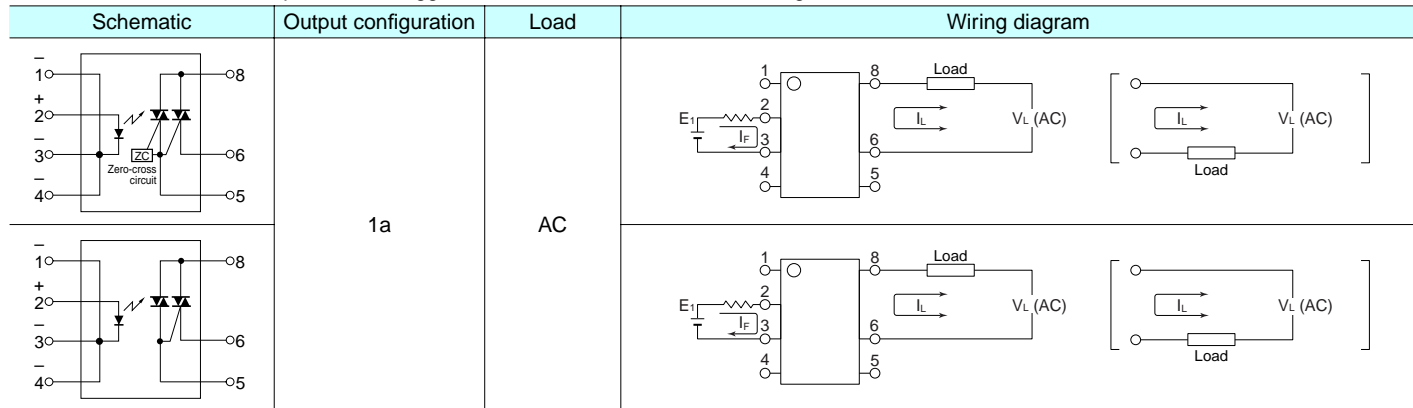 Schematic Output configuration Load Wiring diagram
–
1 8
+
2
–
3 ZC 6
Zero-cross
circuit
–
4 5
1 8 Load
2
E1 IL VL (AC) IL VL (AC)
IF
3 6
Load
4 5
1a AC
–
1 8
+
2
–
3 6
–
4 5
1 8 Load
2
E1 IL VL (AC) IL VL (AC)
IF
3 6
Load
4 5